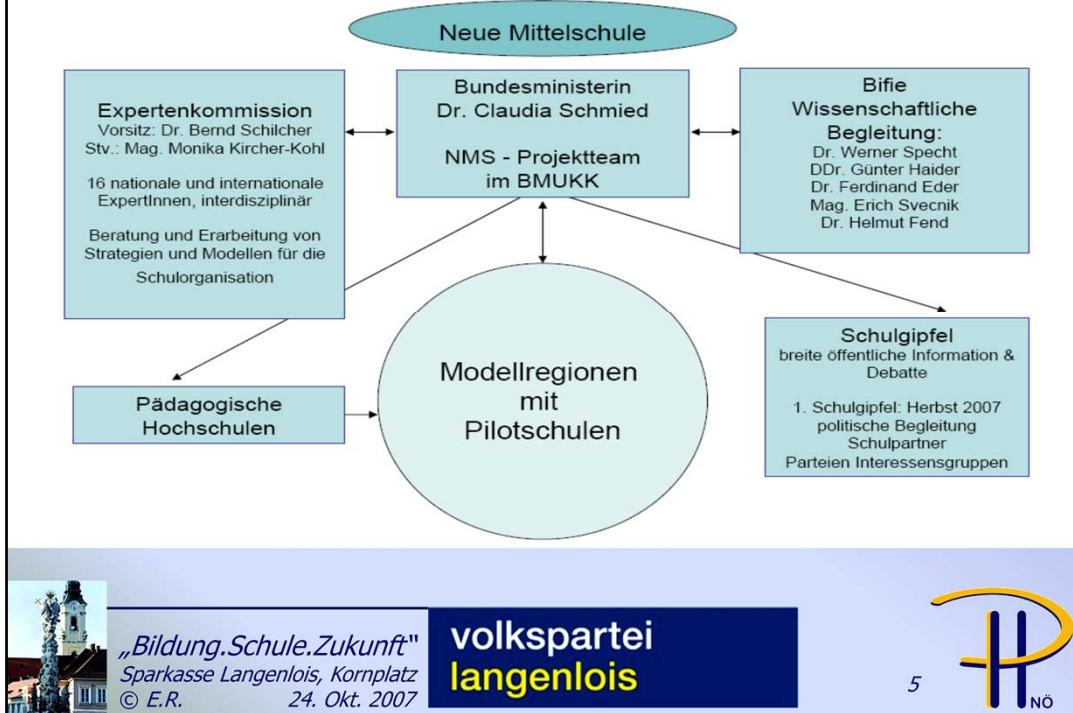 Neue Mittelschule
Expertenkommission
Vorsitz: Dr. Bernd Schilcher
Stv.: Mag. Monika Kircher-Kohl
16 nationale und internationale
ExpertInnen, interdisziplinär
Beratung und Erarbeitung von
Strategien und Modellen für die
Schulorganisation
Bundesministerin
Dr. Claudia Schmied
NMS - Projektteam
im BMUKK
Bifie
Wissenschaftliche
Begleitung:
Dr. Werner Specht
DDr. Günter Haider
Dr. Ferdinand Eder
Mag. Erich Svecnik
Dr. Helmut Fend
Pädagogische
Hochschulen
Modellregionen
mit
Pilotschulen
Schulgipfel
breite öffentliche Information &
Debatte
1. Schulgipfel: Herbst 2007
politische Begleitung
Schulpartner
Parteien Interessensgruppen
„Bildung.Schule.Zukunft"
Sparkasse Langenlois, Kornplatz
© E.R. 24. Okt. 2007
volkspartei
langenlois
5
PH
NÖ